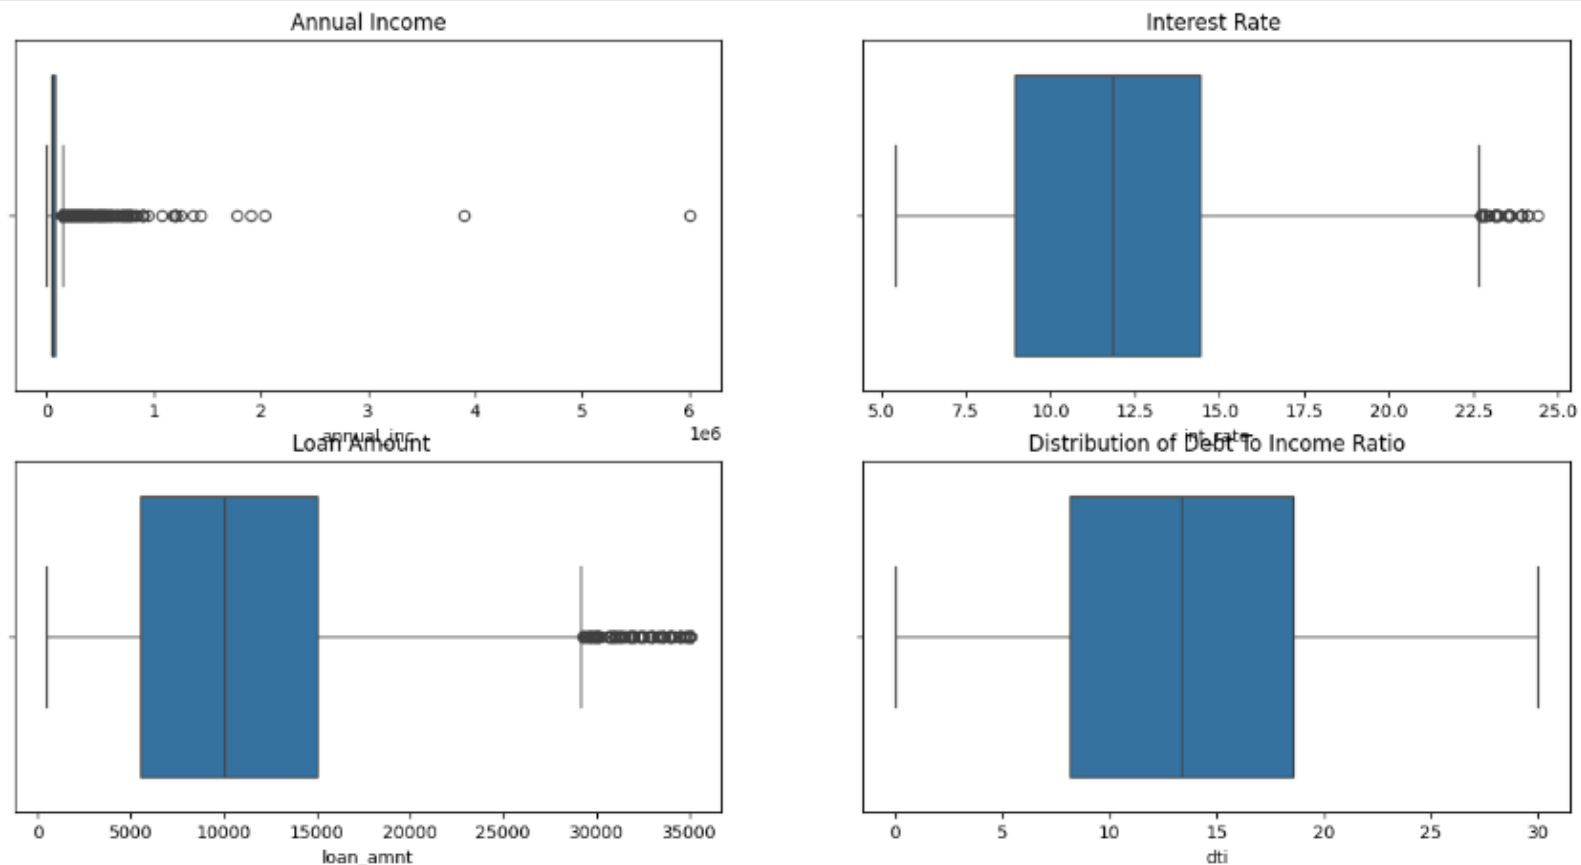 Annual Income
Interest Rate
0 1 2 3 4 5 6
1e6
annual_inc
5.0 7.5 10.0 12.5 15.0 17.5 20.0 22.5 25.0
int_rate
Loan Amount
Distribution of Debt To Income Ratio
0 5000 10000 15000 20000 25000 30000 35000
loan_amnt
0 5 10 15 20 25 30
dti